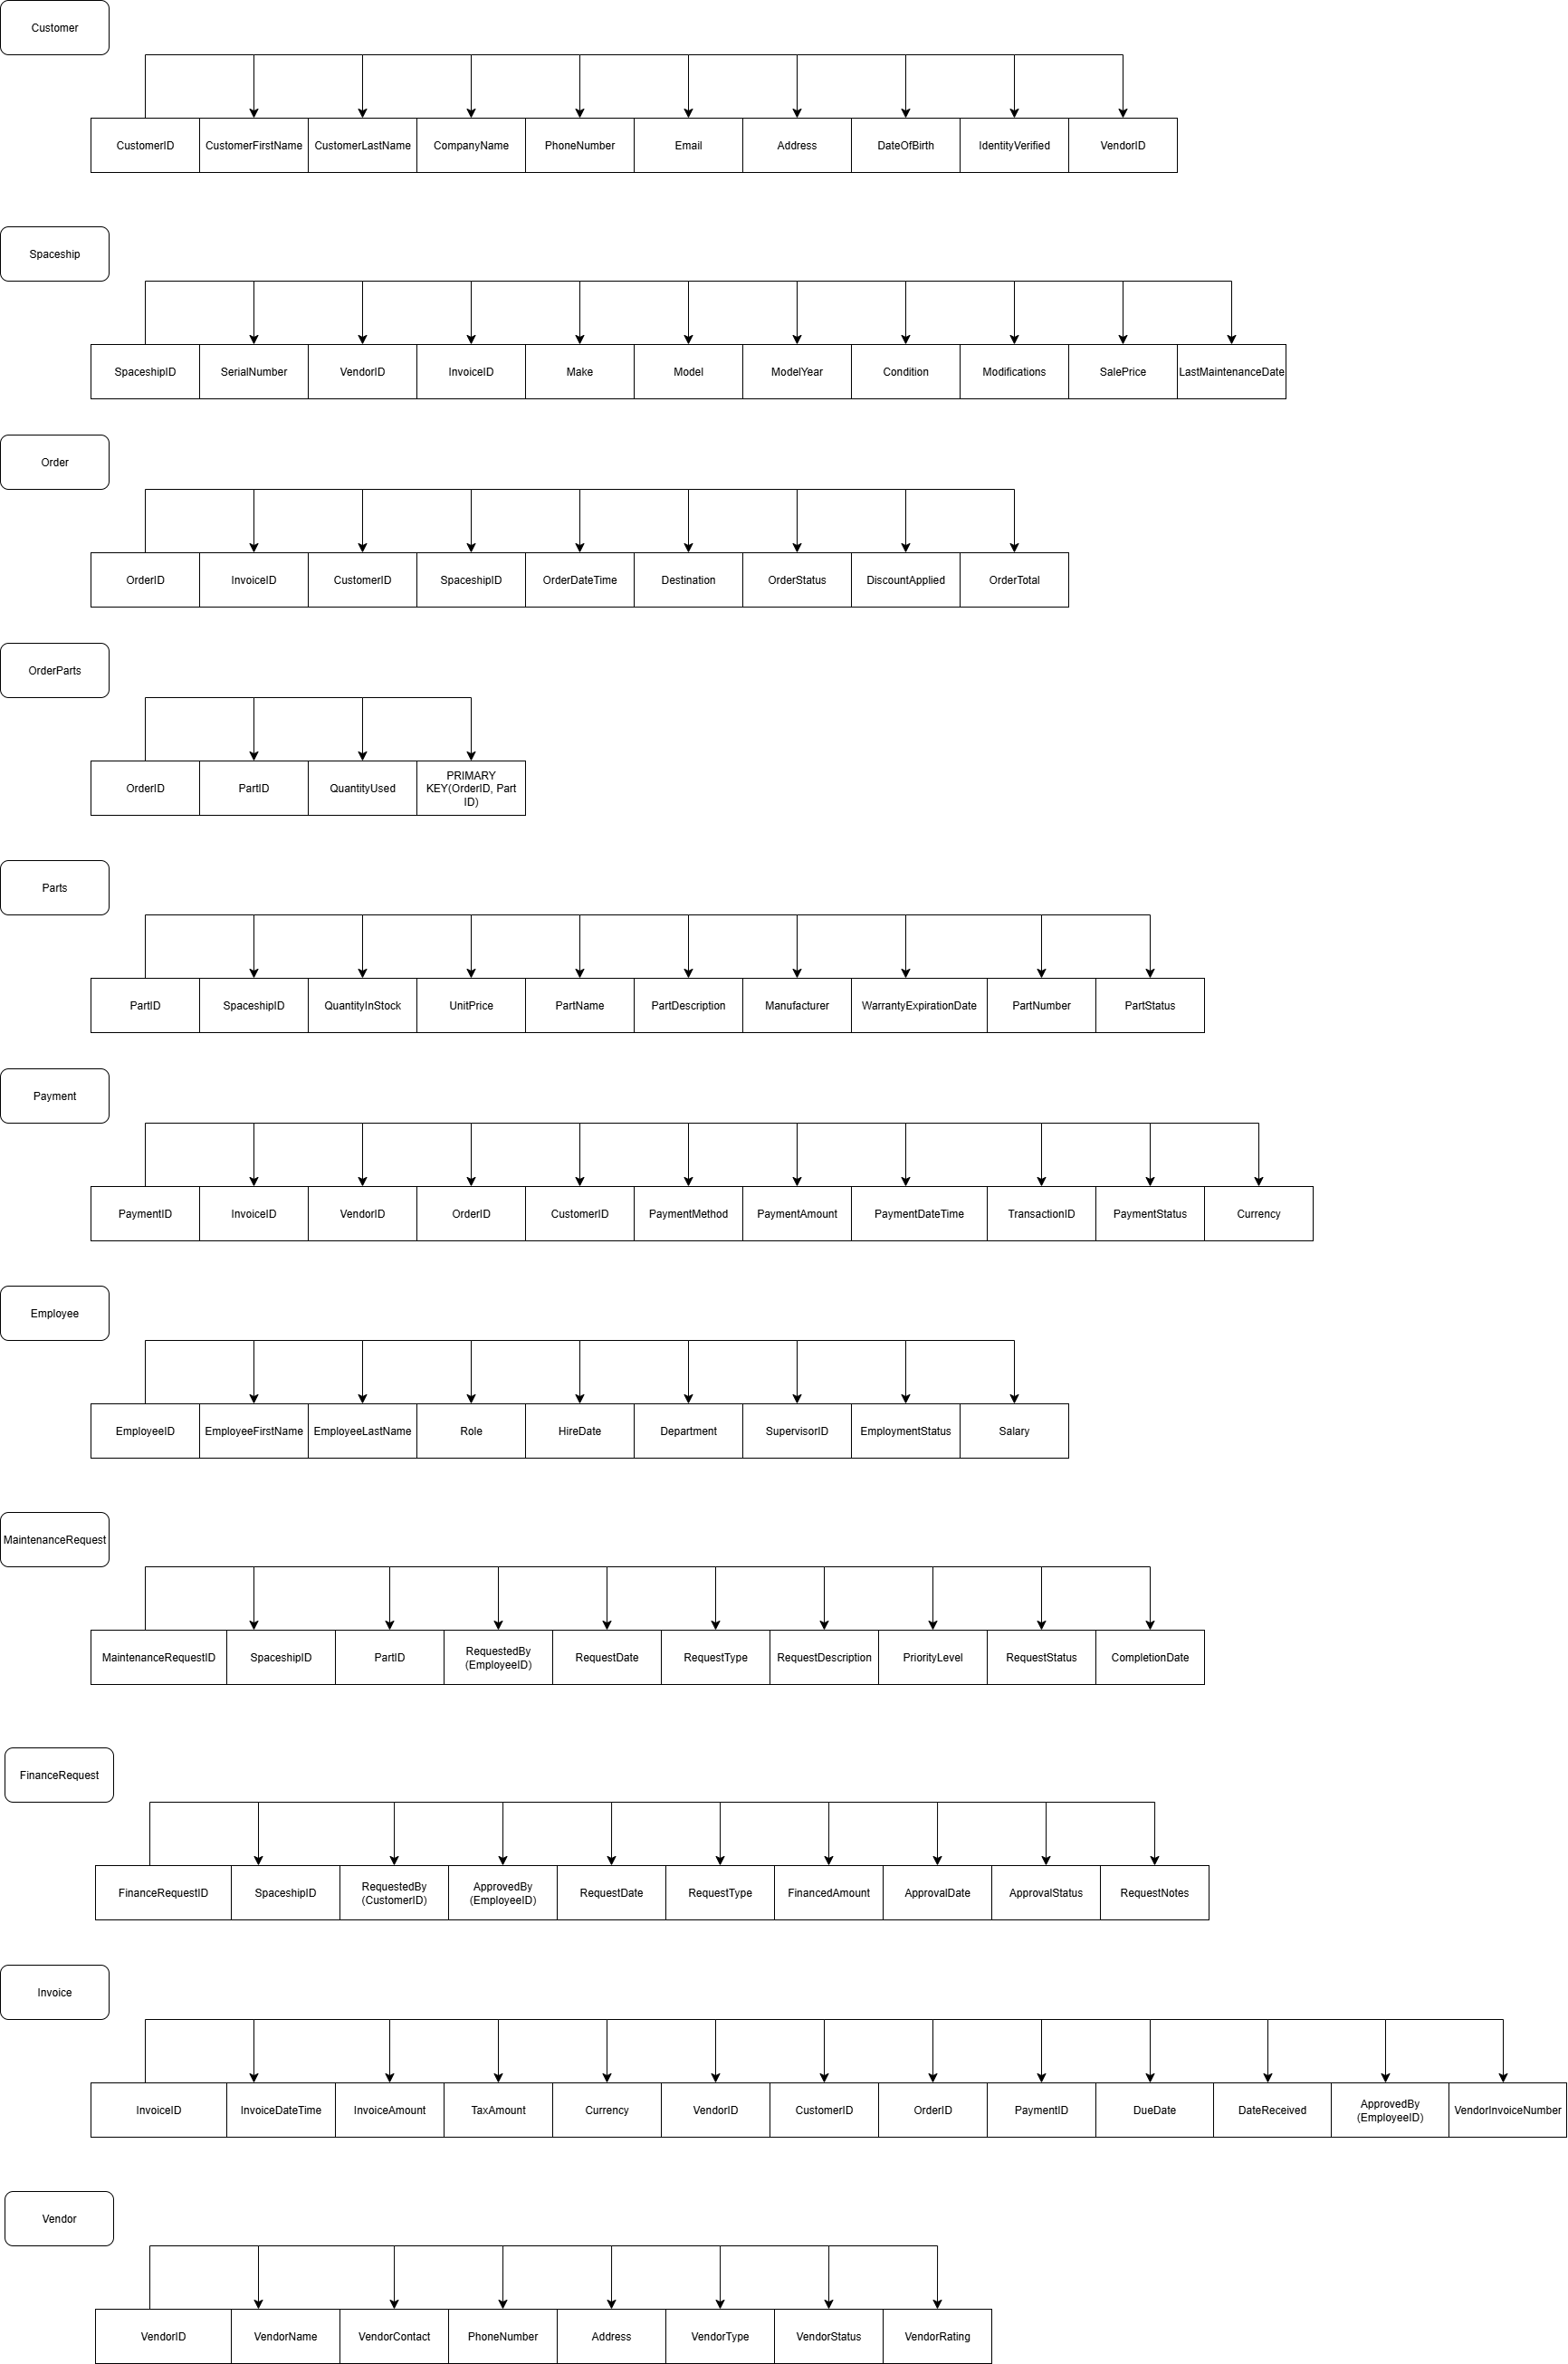 Customer
CustomerID CustomerFirstName CustomerLastName CompanyName PhoneNumber Email Address DateOfBirth IdentityVerified VendorID
Spaceship
SpaceshipID SerialNumber VendorID InvoiceID Make Model ModelYear Condition Modifications SalePrice LastMaintenanceDate
Order
OrderID InvoiceID CustomerID SpaceshipID OrderDateTime Destination OrderStatus DiscountApplied OrderTotal
OrderParts
OrderID PartID QuantityUsed PRIMARY
KEY(OrderID, Part
ID)
Parts
PartID SpaceshipID QuantityInStock UnitPrice PartName PartDescription Manufacturer WarrantyExpirationDate PartNumber PartStatus
Payment
PaymentID InvoiceID VendorID OrderID CustomerID PaymentMethod PaymentAmount PaymentDateTime TransactionID PaymentStatus Currency
Employee
EmployeeID EmployeeFirstName EmployeeLastName Role HireDate Department SupervisorID EmploymentStatus Salary
MaintenanceRequest
MaintenanceRequestID SpaceshipID PartID RequestedBy
(EmployeeID) RequestDate RequestType RequestDescription PriorityLevel RequestStatus CompletionDate
FinanceRequest
FinanceRequestID SpaceshipID RequestedBy
(CustomerID) ApprovedBy
(EmployeeID) RequestDate RequestType FinancedAmount ApprovalDate ApprovalStatus RequestNotes
Invoice
InvoiceID InvoiceDateTime InvoiceAmount TaxAmount Currency VendorID CustomerID OrderID PaymentID DueDate DateReceived ApprovedBy
(EmployeeID) VendorInvoiceNumber
Vendor
VendorID VendorName VendorContact PhoneNumber Address VendorType VendorStatus VendorRating